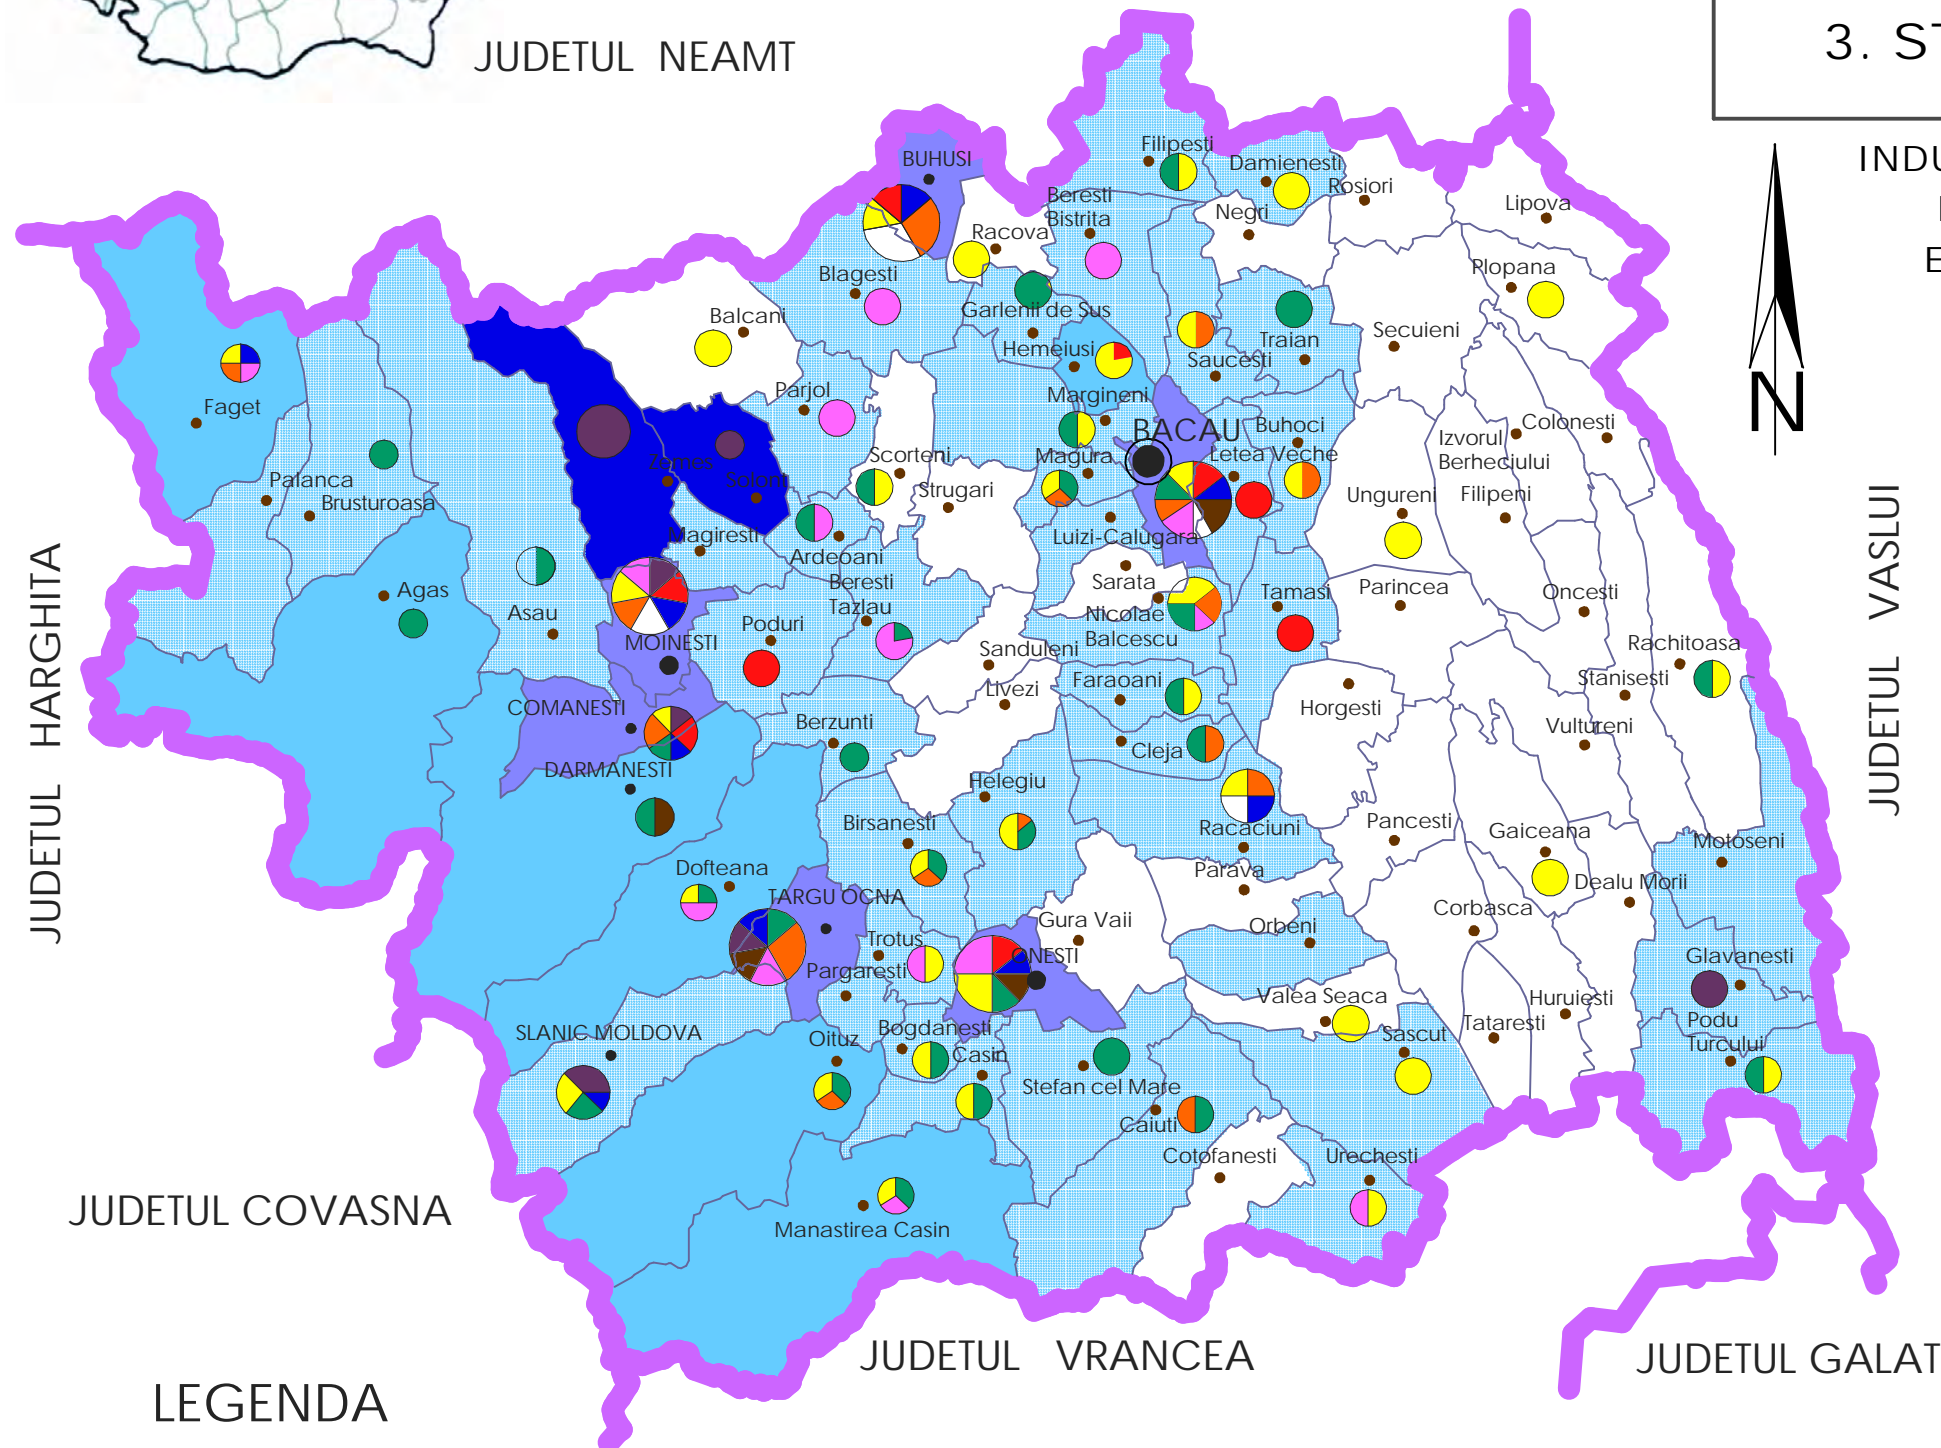 JUDETUL NEAMT
3. ST
INDU
E
N
BUHUSI
Filipesti
Damienesti
Rosiori
Lipova
Beresti
Bistrita
Negri
Racova
Blagesti
Plopana
Balcani
Garlenii de Sus
Hemeiusi
Saucesti
Traian
Secuieni
Parjol
Margineni
Faget
BACAU
Buhoci
Izvorul
Berheciului
Colonesti
Zemes
Solont
Scorteni
Magura
Letea Veche
Palanca
Brusturoasa
Strugari
Ungureni
Filipeni
Magiresti
Ardeoani
Luizi-Calugara
Agas
Asau
Beresti
Tazlau
Sarata
Nicolae
Balcescu
Tamasi
Parincea
Oncesti
MOINESTI
Poduri
Sanduleni
Rachitoasa
Livezi
Faraoani
Stanisesti
COMANESTI
Berzunti
Cleja
Horgesti
Vultureni
DARMANESTI
Helegiu
Birsanesti
Racaciuni
Pancesti
Gaiceana
Motoseni
Dofteana
TARGU OCNA
Parava
Dealu Morii
Gura Vaii
Orbeni
Corbasca
Trotus
Pargaresti
ONESTI
Glavanesti
Valea Seaca
Huruiesti
SLANIC MOLDOVA
Oituz
Bogdanesti
Casin
Sascut
Tataresti
Podu
Turcului
Stefan cel Mare
Caiuti
Cotofanesti
Urechesti
Manastirea Casin
JUDETUL HARGHITA
JUDETUL VASLUI
JUDETUL COVASNA
JUDETUL VRANCEA
JUDETUL GALAT
LEGENDA